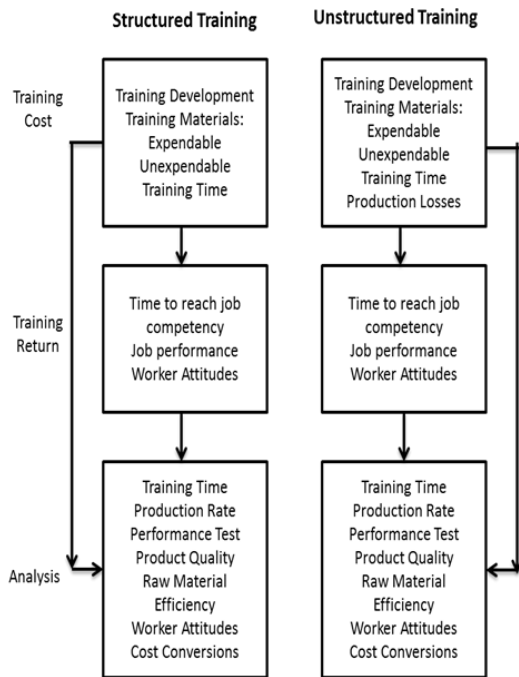 Structured Training
Unstructured Training
Training
Cost
Training Development
Training Materials:
Expendable
Unexpendable
Training Time
Training Development
Training Materials:
Expendable
Unexpendable
Training Time
Production Losses
Training
Return
Time to reach job
competency
Job performance
Worker Attitudes
Time to reach job
competency
Job performance
Worker Attitudes
Analysis
Training Time
Production Rate
Performance Test
Product Quality
Raw Material
Efficiency
Worker Attitudes
Cost Conversions
Training Time
Production Rate
Performance Test
Product Quality
Raw Material
Efficiency
Worker Attitudes
Cost Conversions